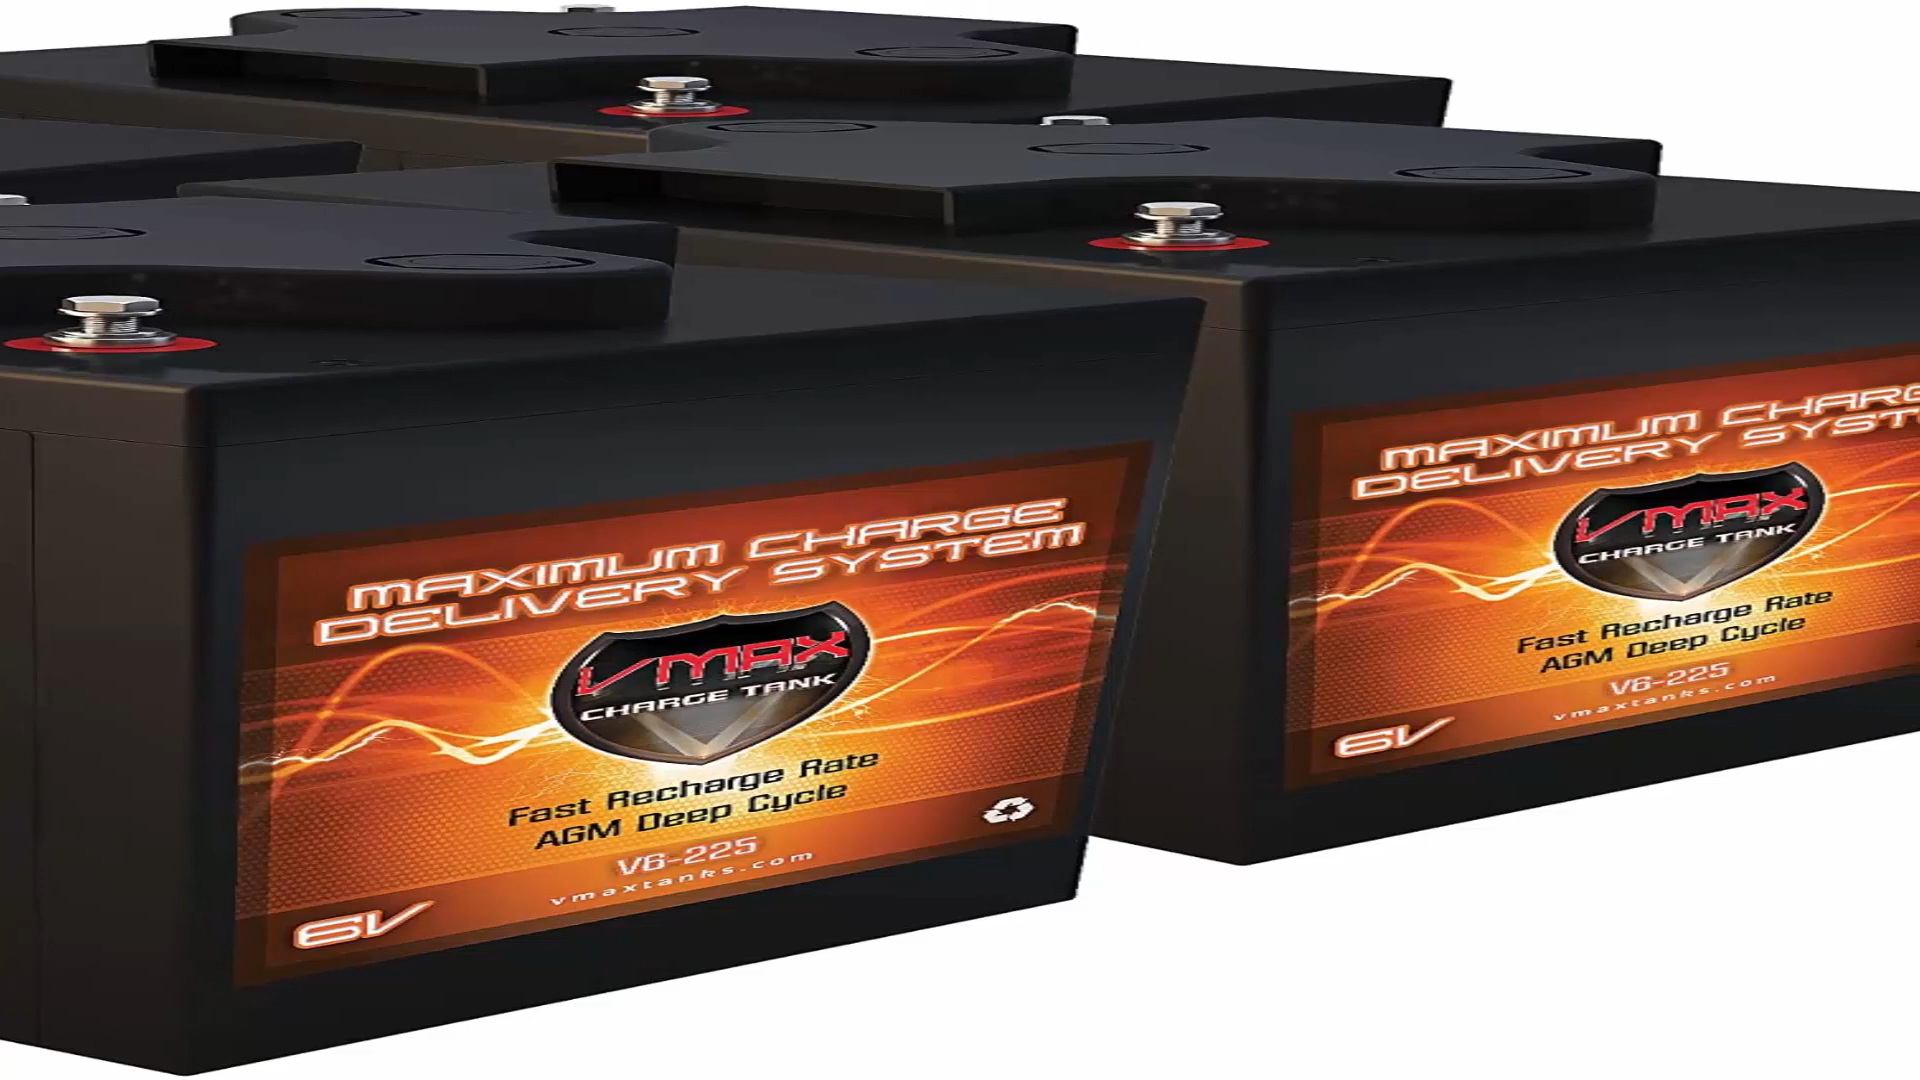 MAXIMUM CHARGE
DELIVERY SYSTEM
VMAX
CHARGE TANK
Fast Recharge Rate
AGM Deep Cycle
V6-225
vmaxtanks.com
6V
MAXIMUM CHARG
DELIVERY SYST
VMAX
CHARGE TANK
Fast Recharge Rate
AGM Deep Cycle
V6-225
vmaxtanks.com
6V